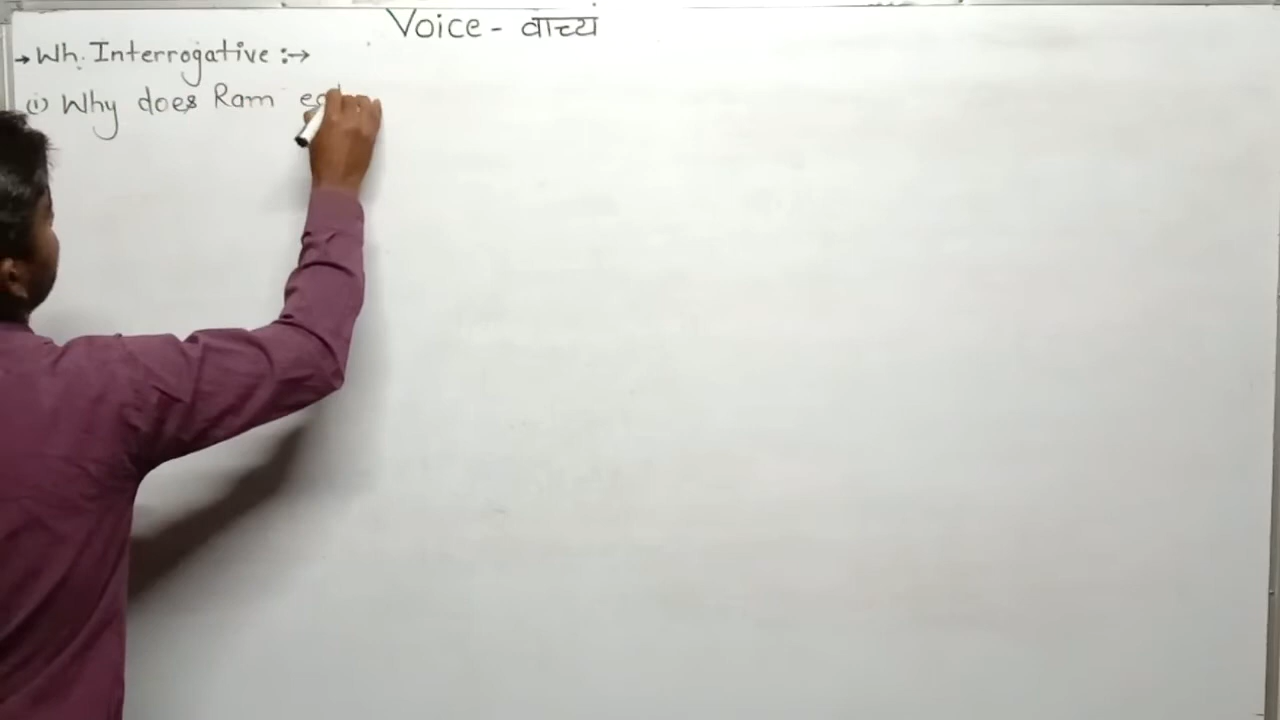 Voice - वाच्य
→ Wh. Interrogative :→
(i) Why does Ram